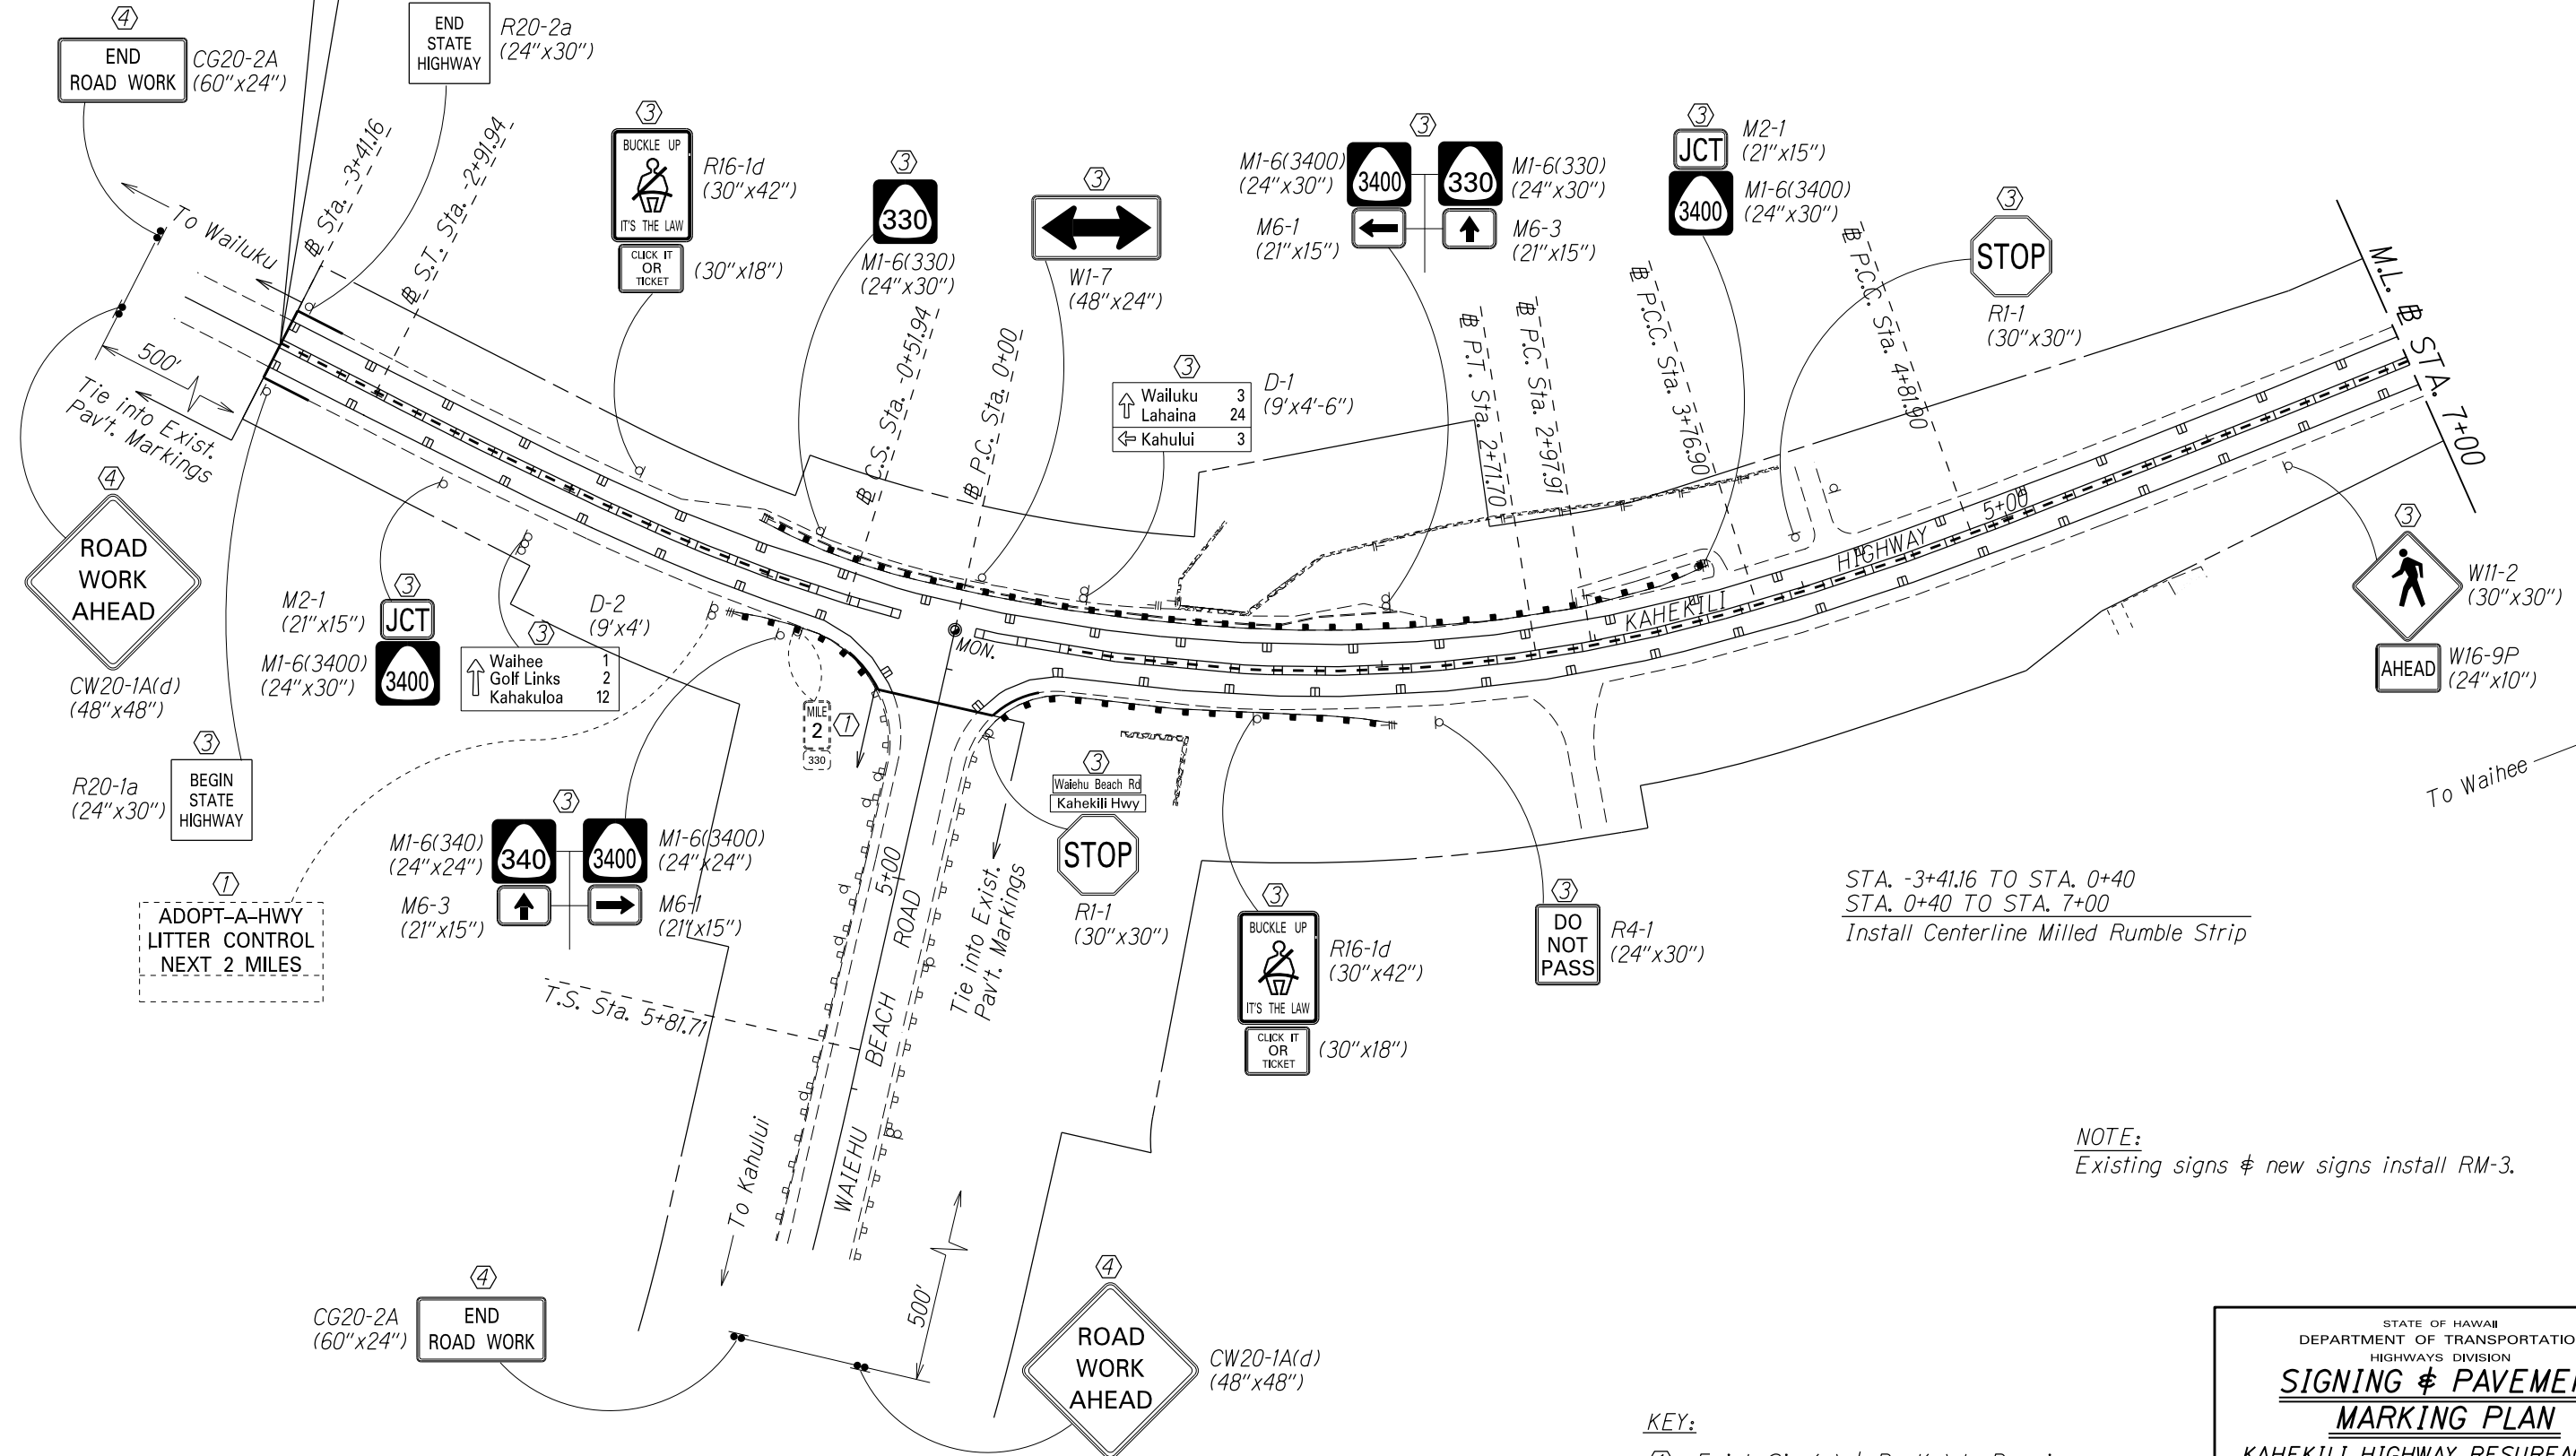 4
END
ROAD WORK
CG20-2A
(60"x24")
END
STATE
HIGHWAY
R20-2a
(24"x30")
To Wailuku
500'
Tie into Exist.
Pav't. Markings
B Sta. -3+41.16
B S.T. Sta. -2+91.94
3
BUCKLE UP
IT'S THE LAW
CLICK IT
OR
TICKET
R16-1d
(30"x42")
(30"x18")
3
330
M1-6(330)
(24"x30")
B C.S. Sta. -0+51.94
B P.C. Sta. 0+00
3
W1-7
(48"x24")
3
Wailuku 3
Lahaina 24
Kahului 3
D-1
(9'x4'-6")
3
M1-6(3400)
(24"x30")
3400
330
M1-6(330)
(24"x30")
M6-1
(21"x15")
M6-3
(21"x15")
B P.T. Sta. 2+71.70
B P.C. Sta. 2+97.91
B P.C.C. Sta. 3+76.90
B P.C.C. Sta. 4+81.90
3
JCT
3400
M2-1
(21"x15")
M1-6(3400)
(24"x30")
3
STOP
R1-1
(30"x30")
M.L. B STA. 7+00
KAHEKILI HIGHWAY
5+00
3
AHEAD
W11-2
(30"x30")
W16-9P
(24"x10")
To Waihee
4
ROAD
WORK
AHEAD
CW20-1A(d)
(48"x48")
3
BEGIN
STATE
HIGHWAY
R20-1a
(24"x30")
M2-1
(21"x15")
M1-6(3400)
(24"x30")
3
JCT
3400
D-2
(9'x4')
3
Waihee 1
Golf Links 2
Kahakuloa 12
1
ADOPT-A-HWY
LITTER CONTROL
NEXT 2 MILES
3
M1-6(340)
(24"x24")
340
3400
M1-6(3400)
(24"x24")
M6-3
(21"x15")
M6-1
(21"x15")
MILE
2
330
1
MON.
3
Waiehu Beach Rd
Kahekili Hwy
STOP
R1-1
(30"x30")
Tie into Exist.
Pav't. Markings
5+00
WAIEHU BEACH ROAD
T.S. Sta. 5+81.71
To Kahului
500'
3
BUCKLE UP
IT'S THE LAW
CLICK IT
OR
TICKET
R16-1d
(30"x42")
(30"x18")
3
DO
NOT
PASS
R4-1
(24"x30")
STA. -3+41.16 TO STA. 0+40
STA. 0+40 TO STA. 7+00
Install Centerline Milled Rumble Strip
NOTE:
Existing signs & new signs install RM-3.
4
END
ROAD WORK
CG20-2A
(60"x24")
4
ROAD
WORK
AHEAD
CW20-1A(d)
(48"x48")
KEY:
STATE OF HAWAII
DEPARTMENT OF TRANSPORTATIO
HIGHWAYS DIVISION
SIGNING & PAVEME
MARKING PLAN
KAHEKILI HIGHWAY